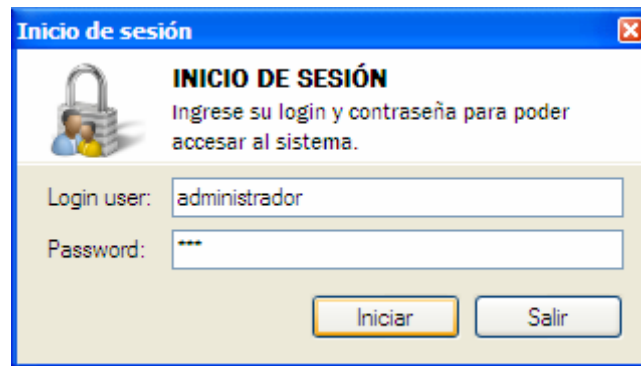 Inicio de sesión
INICIO DE SESIÓN
Ingrese su login y contraseña para poder
accesar al sistema.
Login user: administrador
Password: ***
Iniciar Salir